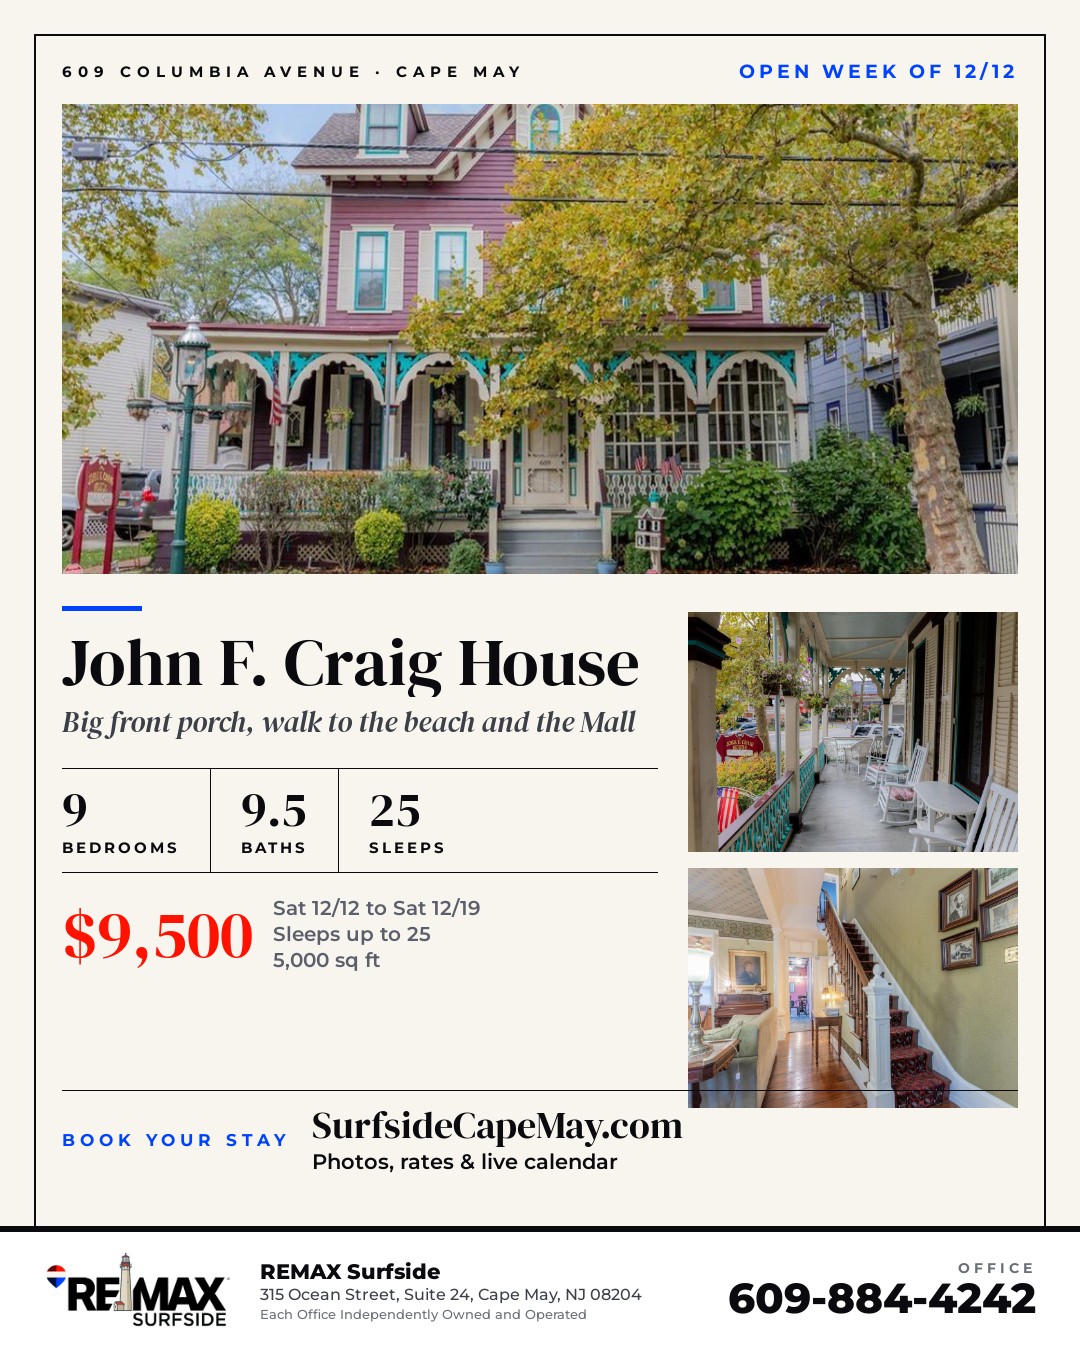 609 COLUMBIA AVENUE · CAPE MAY
OPEN WEEK OF 12/12
609
John F. Craig House
Big front porch, walk to the beach and the Mall
9
BEDROOMS
9.5
BATHS
25
SLEEPS
$9,500
Sat 12/12 to Sat 12/19
Sleeps up to 25
5,000 sq ft
BOOK YOUR STAY
SurfsideCapeMay.com
Photos, rates & live calendar
RE/MAX
SURFSIDE
REMAX Surfside
315 Ocean Street, Suite 24, Cape May, NJ 08204
Each Office Independently Owned and Operated
OFFICE
609-884-4242